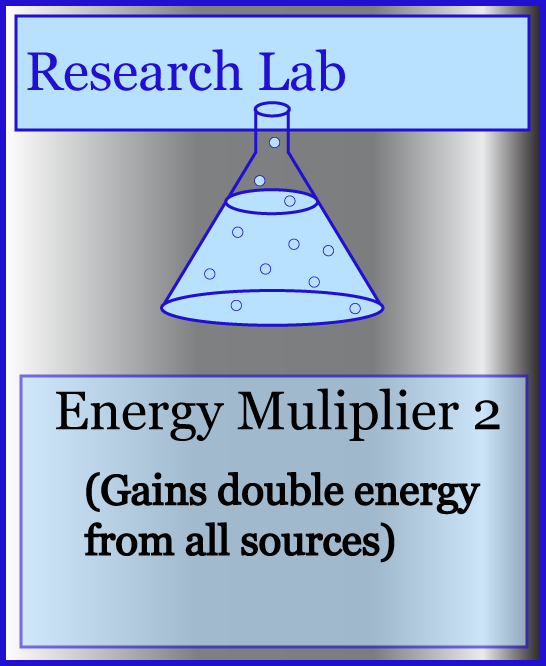 Research Lab
Energy Muliplier 2
(Gains double energy
from all sources)